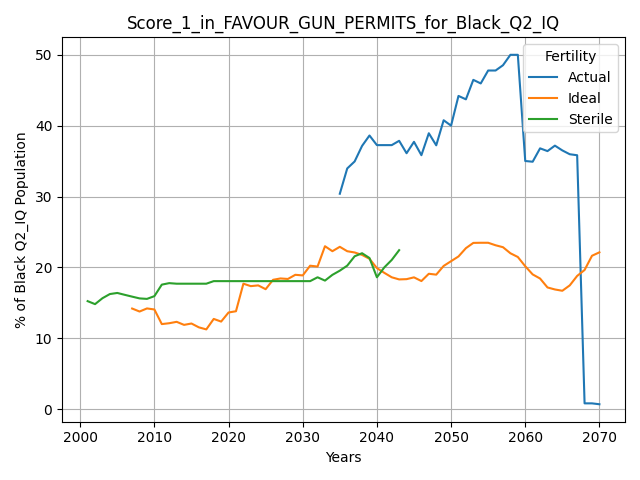 Score_1_in_FAVOUR_GUN_PERMITS_for_Black_Q2_IQ
Fertility
Actual
Ideal
Sterile
% of Black Q2_IQ Population
50
40
30
20
10
0
2000 2010 2020 2030 2040 2050 2060 2070
Years